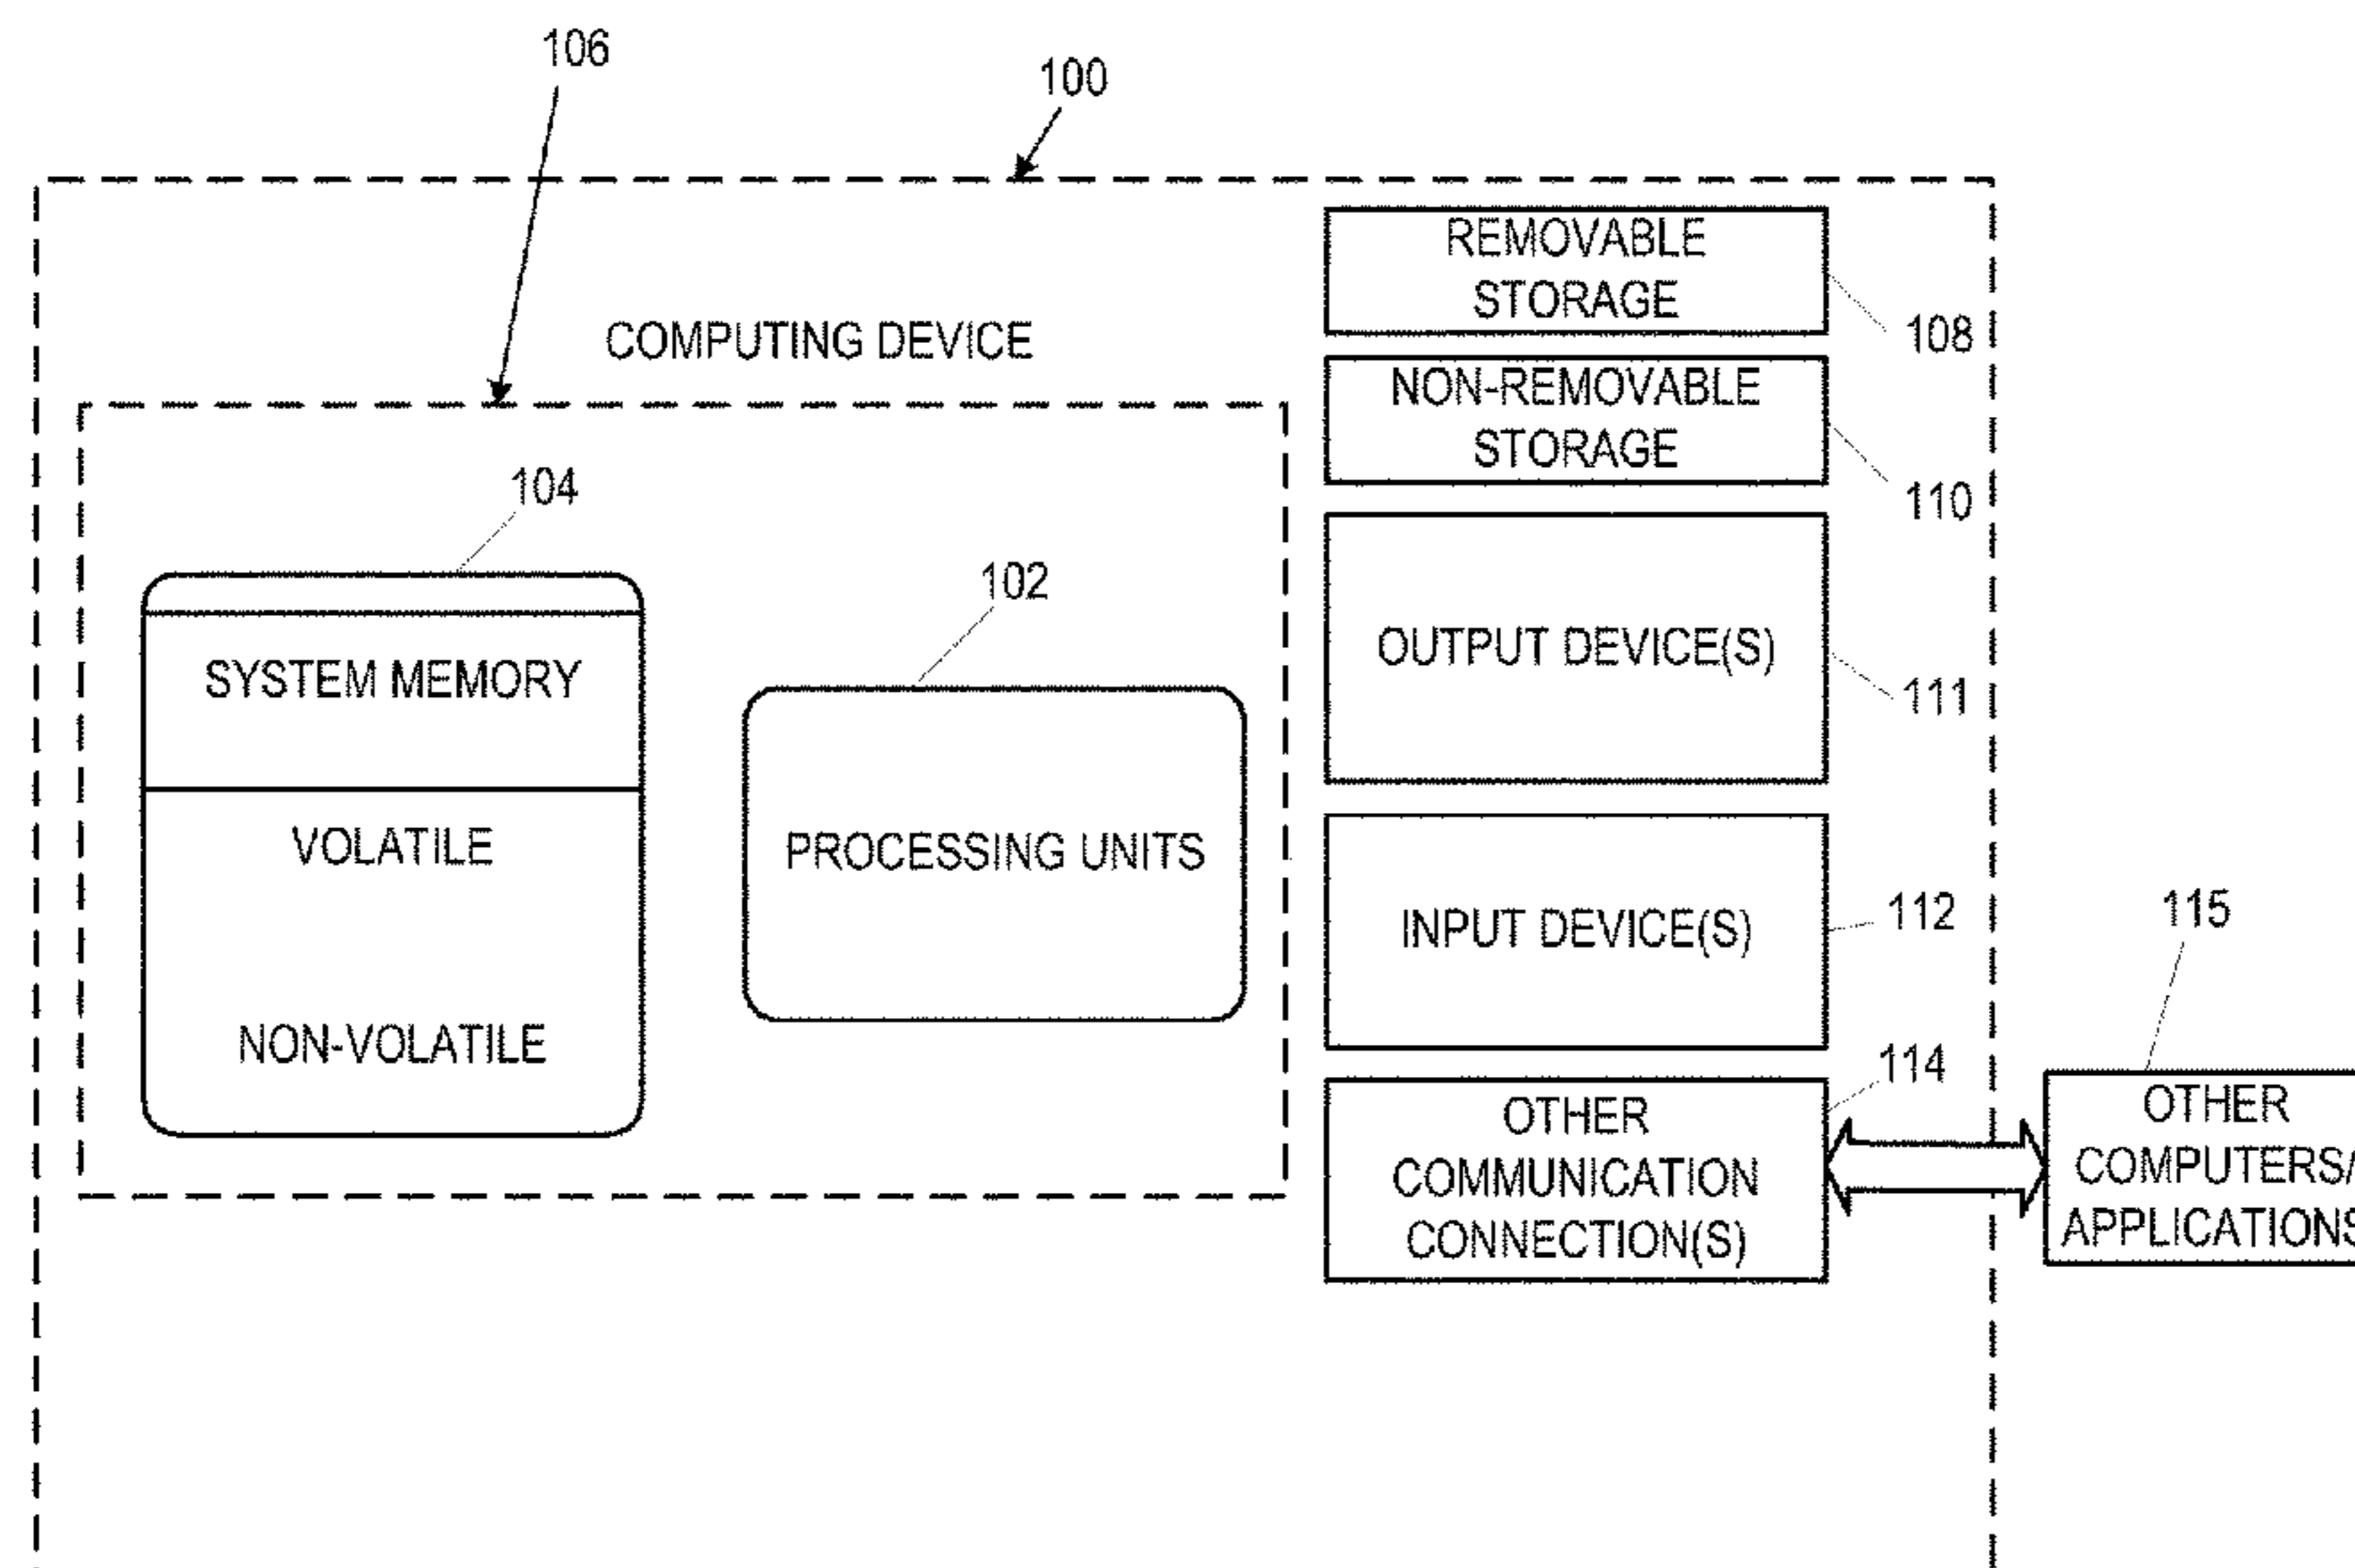 106
100
REMOVABLE
STORAGE
108
COMPUTING DEVICE
NON-REMOVABLE
STORAGE
110
104
102
SYSTEM MEMORY
OUTPUT DEVICE(S)
111
VOLATILE
PROCESSING UNITS
INPUT DEVICE(S)
112
115
NON-VOLATILE
114
OTHER
COMMUNICATION
CONNECTION(S)
OTHER
COMPUTERS/
APPLICATIONS